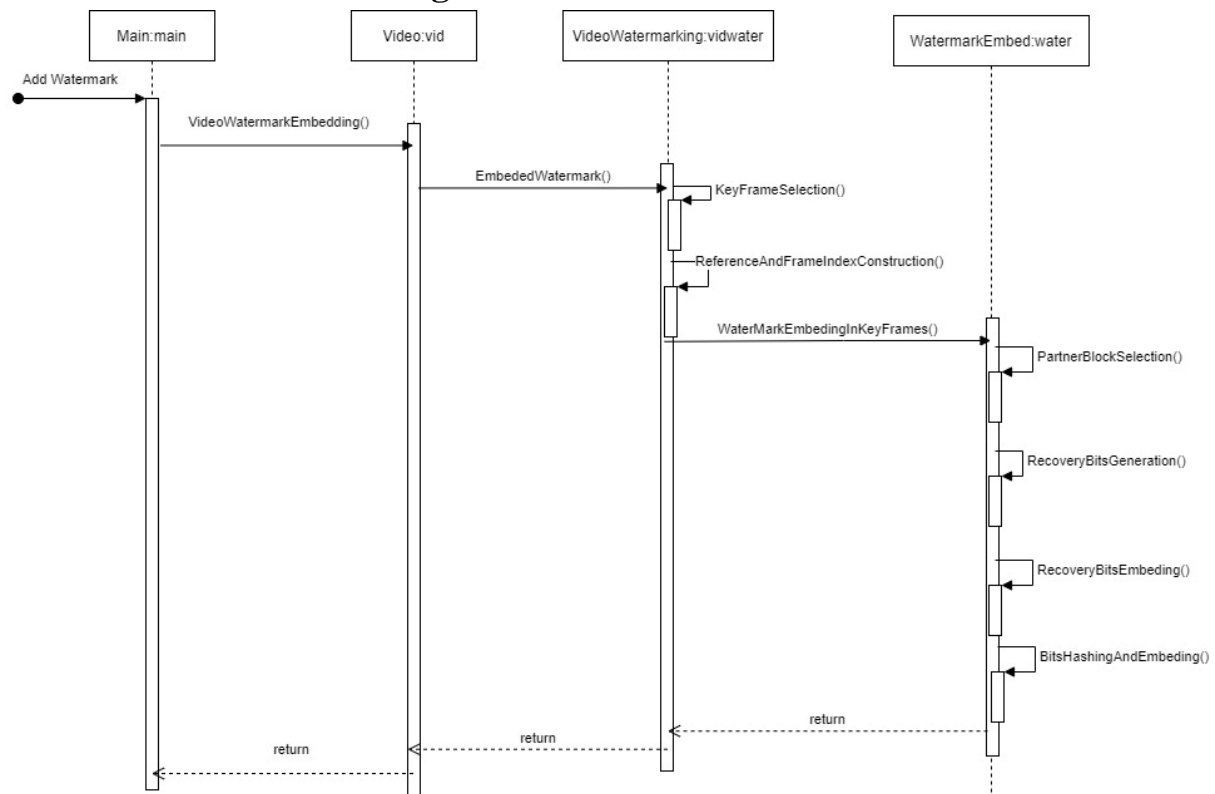 Main:main
Video:vid
VideoWatermarking:vidwater
WatermarkEmbed:water
Add Watermark
VideoWatermarkEmbedding()
EmbededWatermark()
KeyFrameSelection()
ReferenceAndFrameIndexConstruction()
WaterMarkEmbedingInKeyFrames()
PartnerBlockSelection()
RecoveryBitsGeneration()
RecoveryBitsEmbeding()
BitsHashingAndEmbeding()
return
return
return